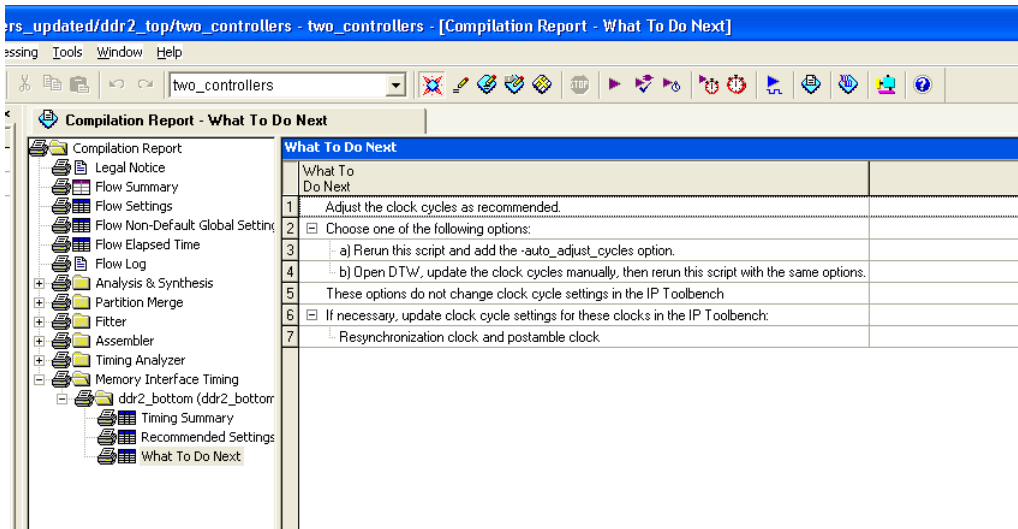 ers_updated/ddr2_top/two_controllers - two_controllers - [Compilation Report - What To Do Next]
essing Tools Window Help
two_controllers
STOP
Compilation Report - What To Do Next
Compilation Report
Legal Notice
Flow Summary
Flow Settings
Flow Non-Default Global Setting
Flow Elapsed Time
Flow Log
Analysis & Synthesis
Partition Merge
Fitter
Assembler
Timing Analyzer
Memory Interface Timing
ddr2_bottom (ddr2_bottom
Timing Summary
Recommended Settings
What To Do Next
What To Do Next
What To
Do Next
1 Adjust the clock cycles as recommended.
2 Choose one of the following options:
3 a) Rerun this script and add the -auto_adjust_cycles option.
4 b) Open DTW, update the clock cycles manually, then rerun this script with the same options.
5 These options do not change clock cycle settings in the IP Toolbench
6 If necessary, update clock cycle settings for these clocks in the IP Toolbench:
7 Resynchronization clock and postamble clock